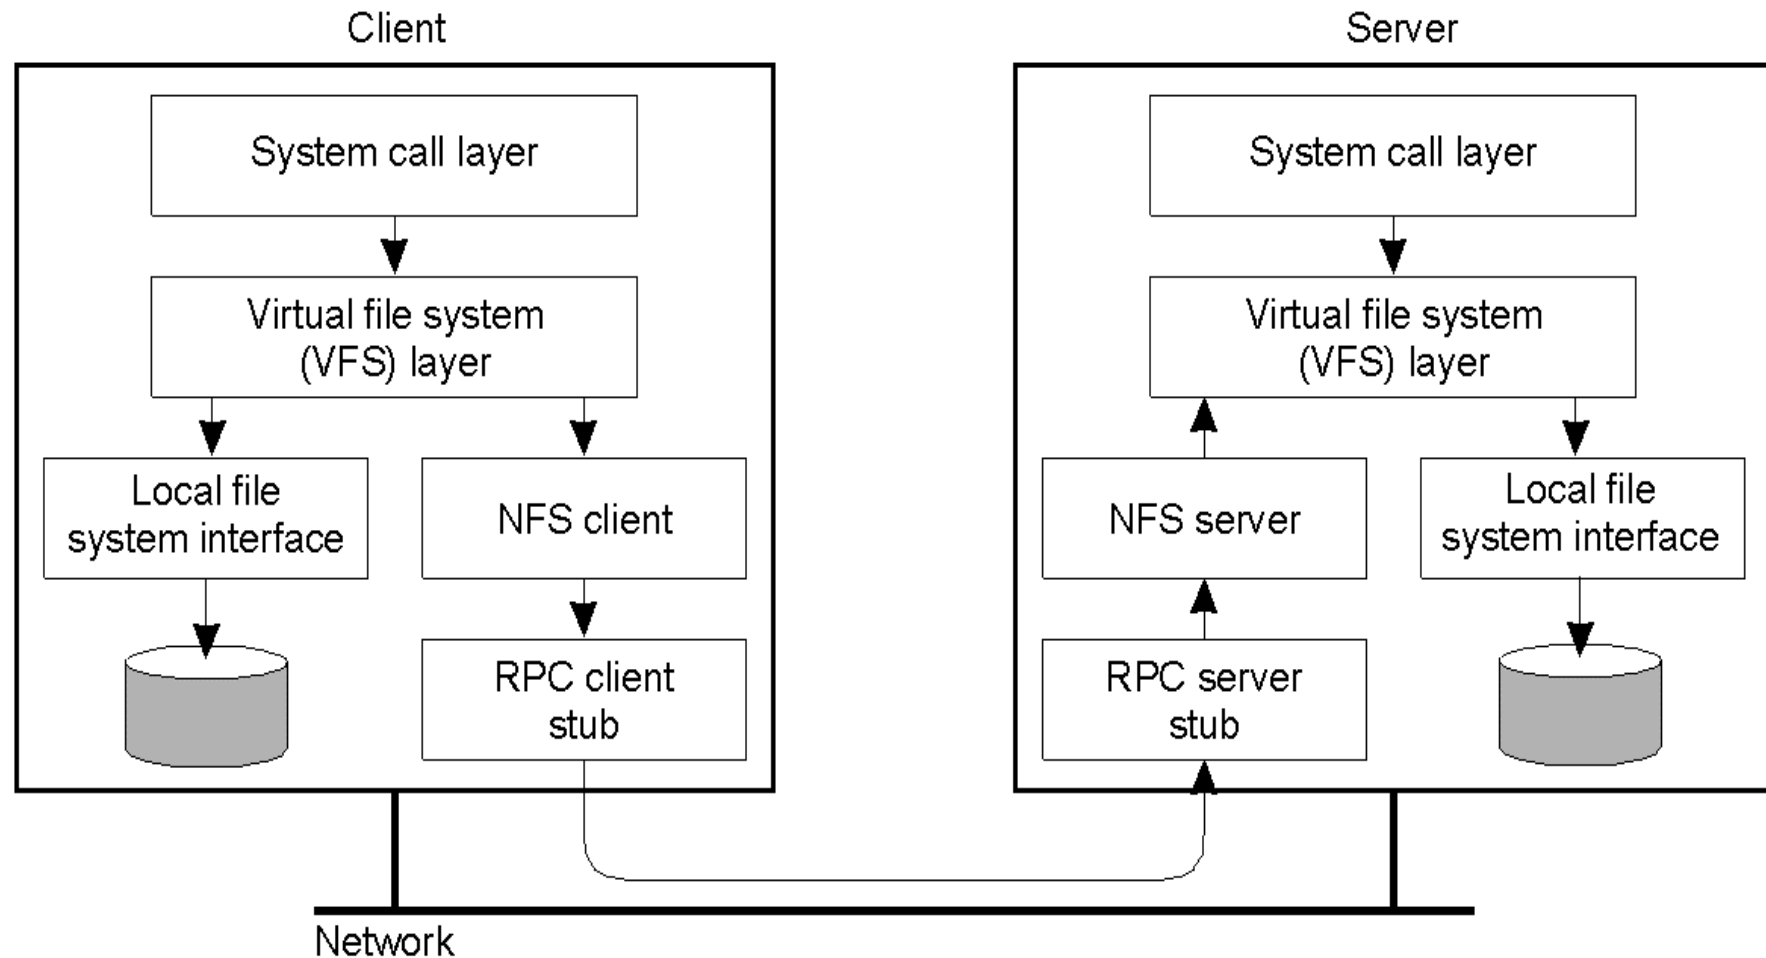 Client
System call layer
Virtual file system
(VFS) layer
Local file
system interface
NFS client
RPC client
stub
Server
System call layer
Virtual file system
(VFS) layer
NFS server
Local file
system interface
RPC server
stub
Network